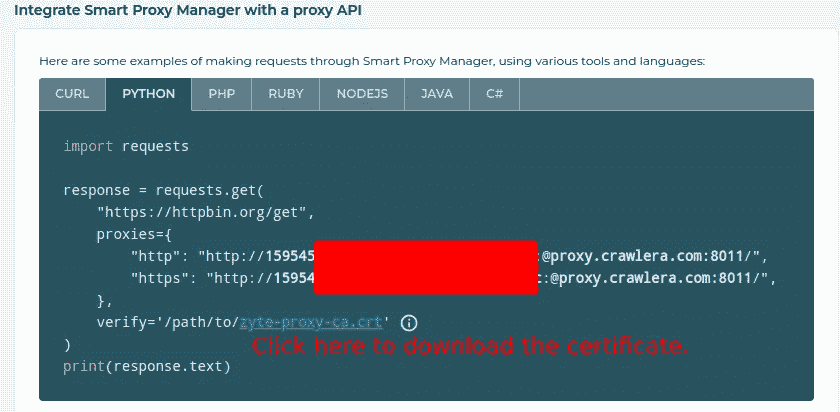 Integrate Smart Proxy Manager with a proxy API
Here are some examples of making requests through Smart Proxy Manager, using various tools and languages:
CURL PYTHON PHP RUBY NODEJS JAVA C#
import requests
response = requests.get(
"https://httpbin.org/get",
proxies={
"http": "http://159545 :@proxy.crawlera.com:8011/",
"https": "http://15954 :@proxy.crawlera.com:8011/",
},
verify='/path/to/zyte-proxy-ca.crt'
Click here to download the certificate.
)
print(response.text)